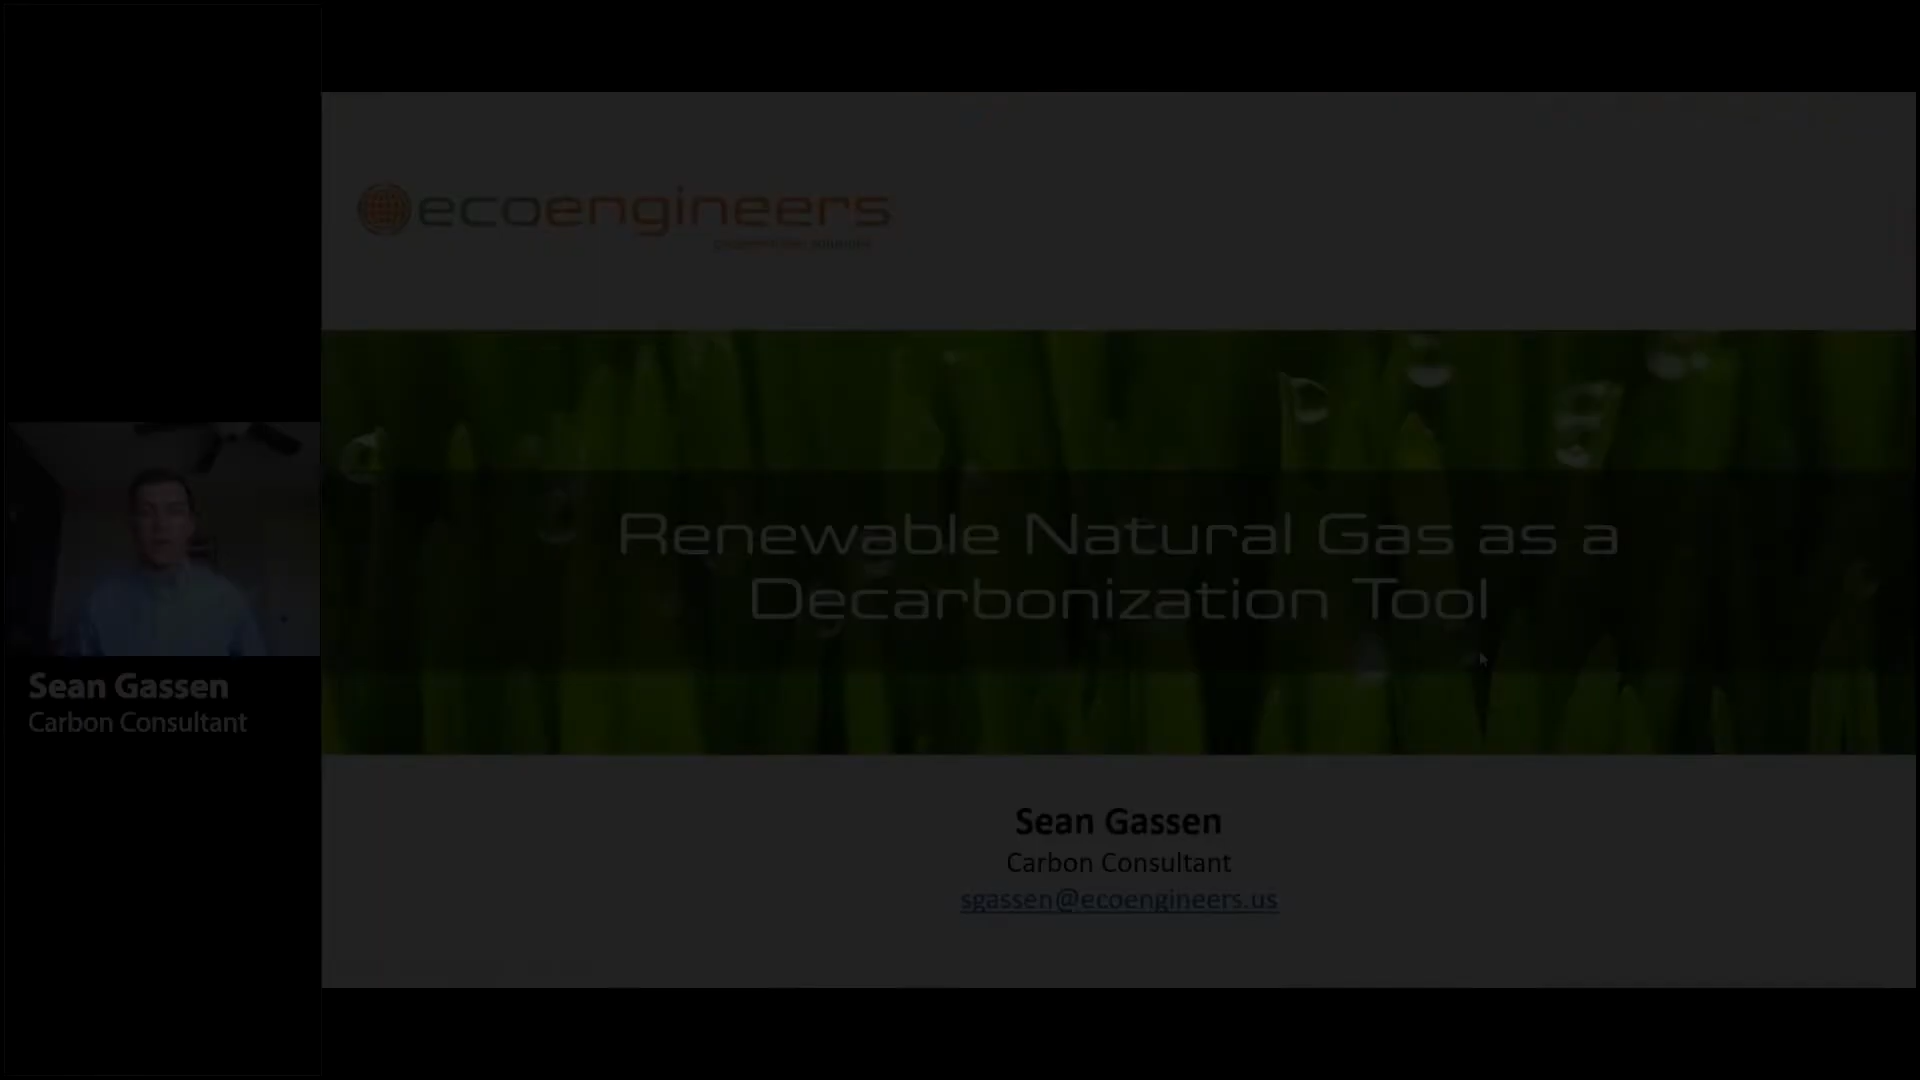 ecoengineers
Renewable Natural Gas as a
Decarbonization Tool
Sean Gassen
Carbon Consultant
Sean Gassen
Carbon Consultant
sgassen@ecoengineers.us